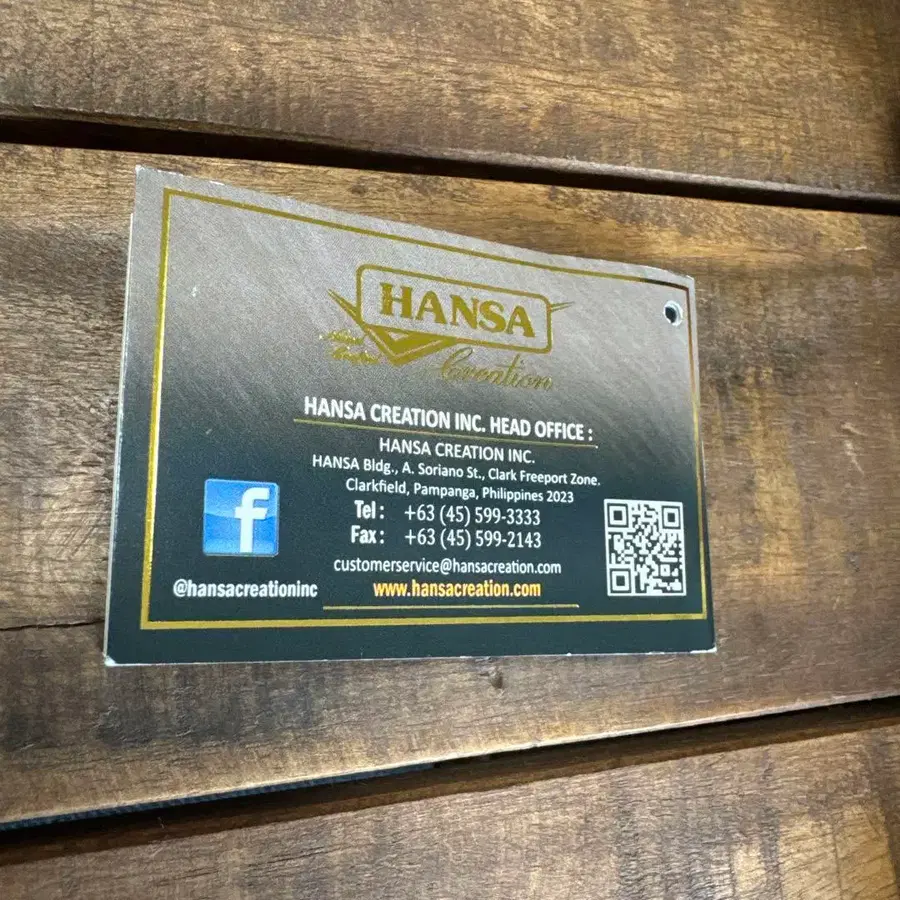 HANSA
Creation
HANSA CREATION INC. HEAD OFFICE :
HANSA CREATION INC.
HANSA Bldg., A. Soriano St., Clark Freeport Zone.
Clarkfield, Pampanga, Philippines 2023
Tel : +63 (45) 599-3333
Fax : +63 (45) 599-2143
customerservice@hansacreation.com
@hansacreationinc
www.hansacreation.com